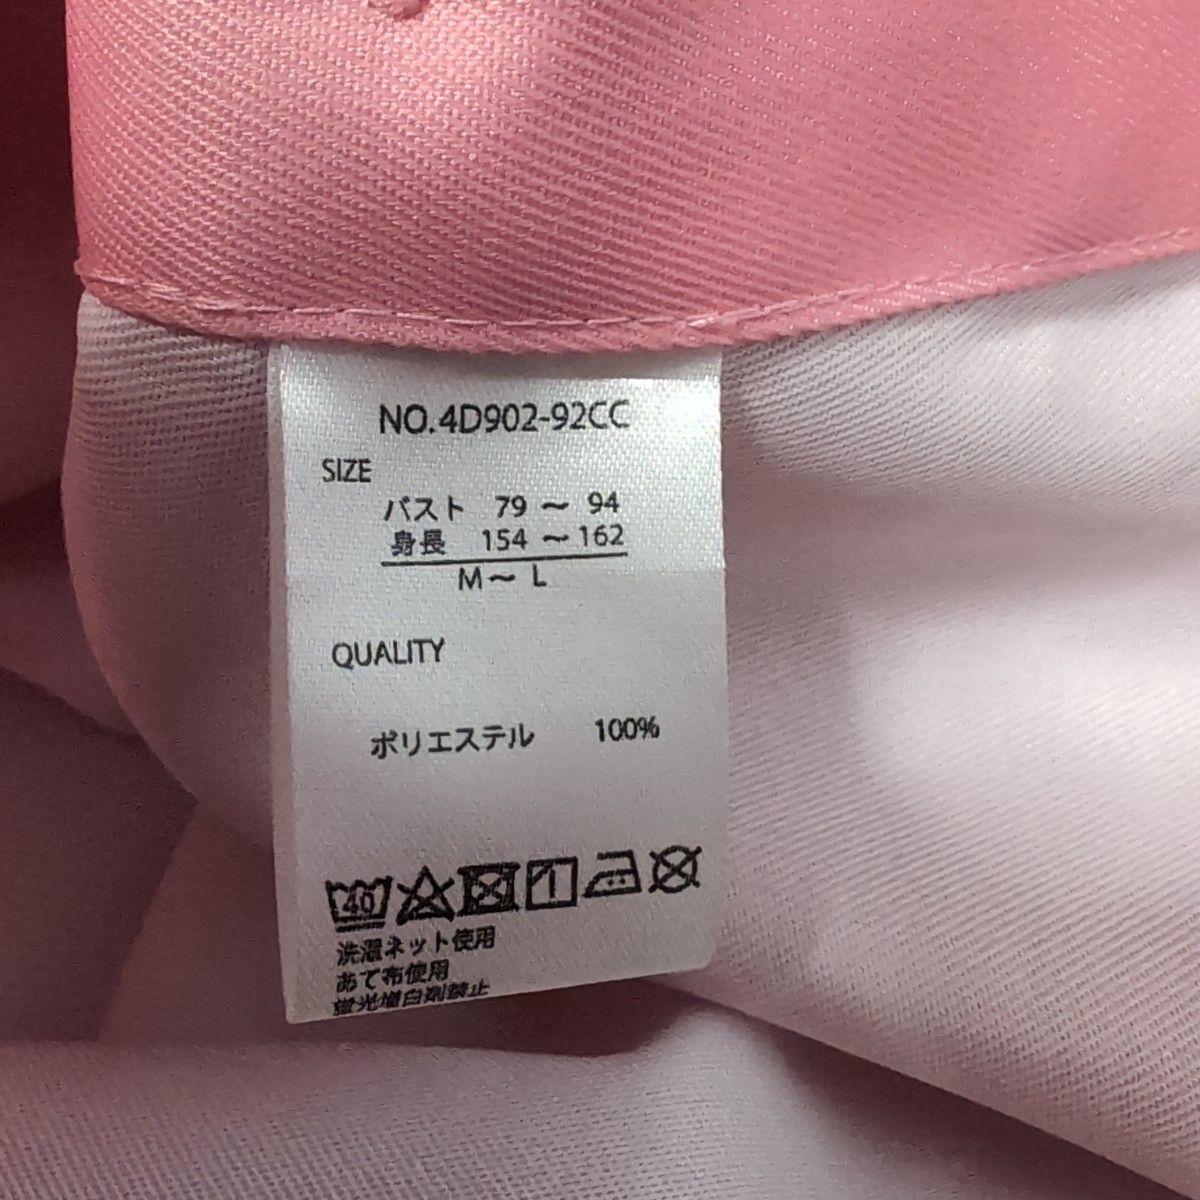 NO.4D902-92CC
SIZE
バスト 79 ～ 94
身長 154 ～ 162
M～ L
QUALITY
ポリエステル 100%
40
洗濯ネット使用
あて布使用
蛍光増白剤禁止